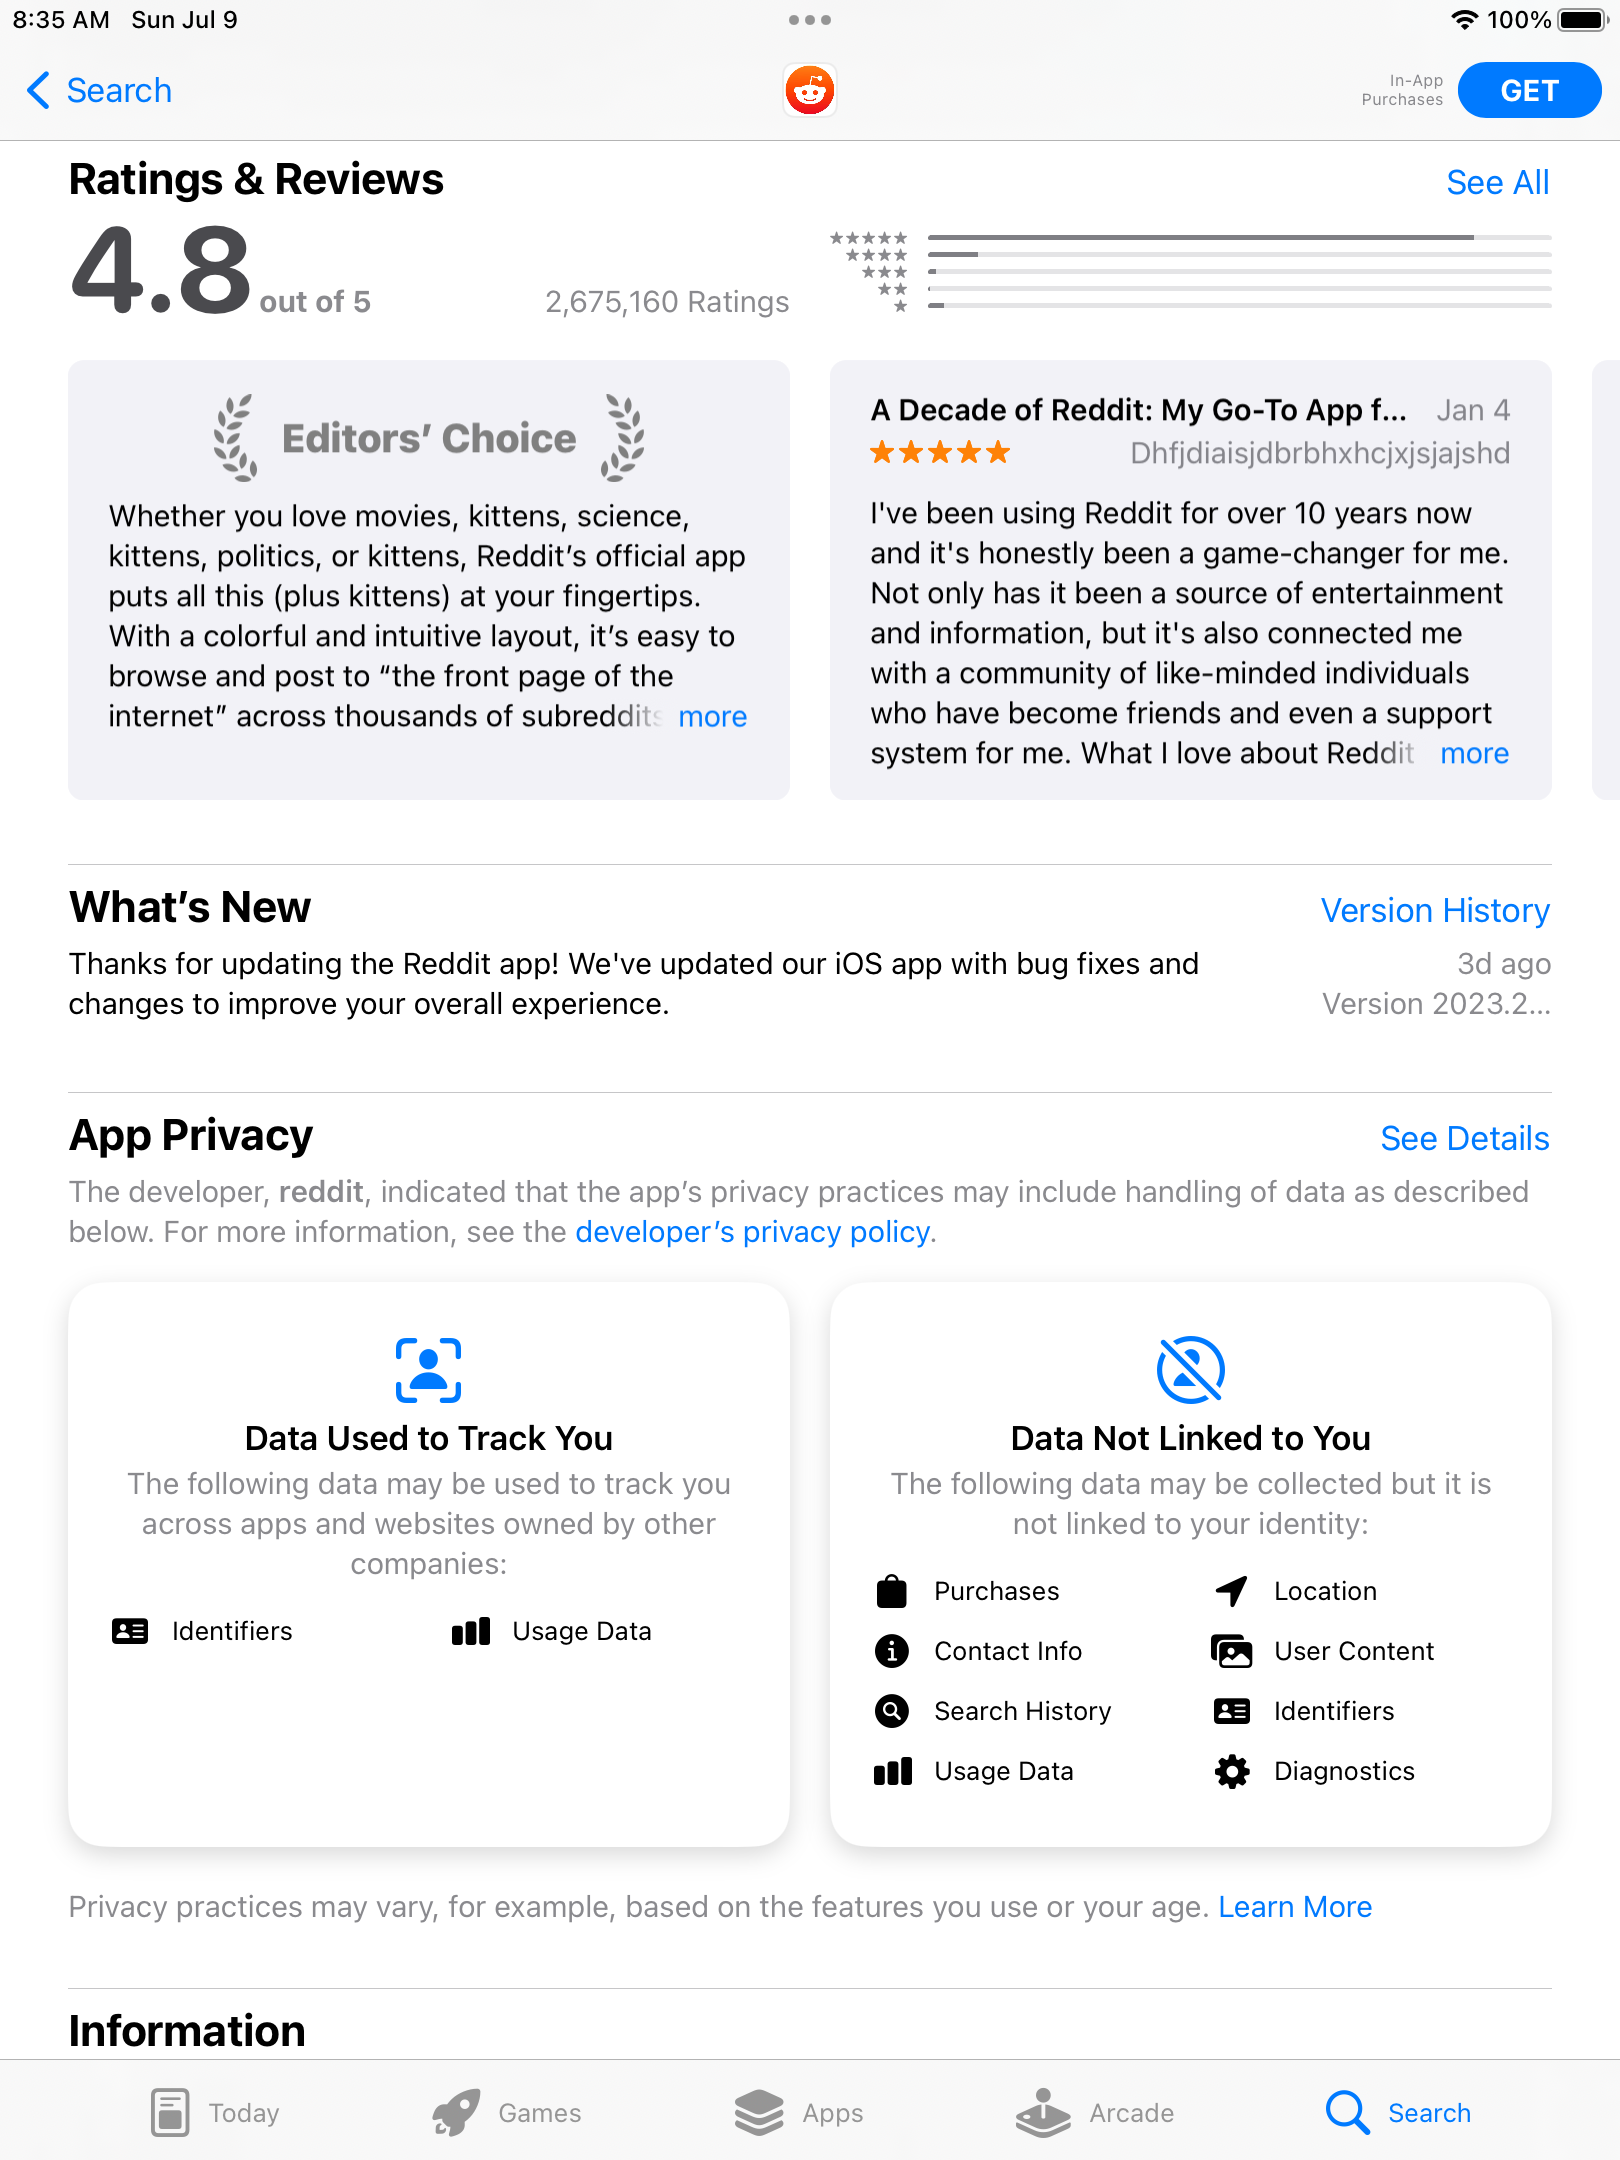 8:35 AM Sun Jul 9
100%
Search
In-App
Purchases
GET
Ratings & Reviews
See All
4.8 out of 5
2,675,160 Ratings
Editors’ Choice
Whether you love movies, kittens, science,
kittens, politics, or kittens, Reddit’s official app
puts all this (plus kittens) at your fingertips.
With a colorful and intuitive layout, it’s easy to
browse and post to “the front page of the
internet” across thousands of subreddits more
A Decade of Reddit: My Go-To App f... Jan 4
Dhfjdiaisjdbrbhxhcjxjsjajshd
I've been using Reddit for over 10 years now
and it's honestly been a game-changer for me.
Not only has it been a source of entertainment
and information, but it's also connected me
with a community of like-minded individuals
who have become friends and even a support
system for me. What I love about Reddit more
What’s New
Version History
Thanks for updating the Reddit app! We've updated our iOS app with bug fixes and
changes to improve your overall experience.
3d ago
Version 2023.2...
App Privacy
See Details
The developer, reddit, indicated that the app’s privacy practices may include handling of data as described
below. For more information, see the developer’s privacy policy.
Data Used to Track You
The following data may be used to track you
across apps and websites owned by other
companies:
Identifiers
Usage Data
Data Not Linked to You
The following data may be collected but it is
not linked to your identity:
Purchases
Location
Contact Info
User Content
Search History
Identifiers
Usage Data
Diagnostics
Privacy practices may vary, for example, based on the features you use or your age. Learn More
Information
Today
Games
Apps
Arcade
Search